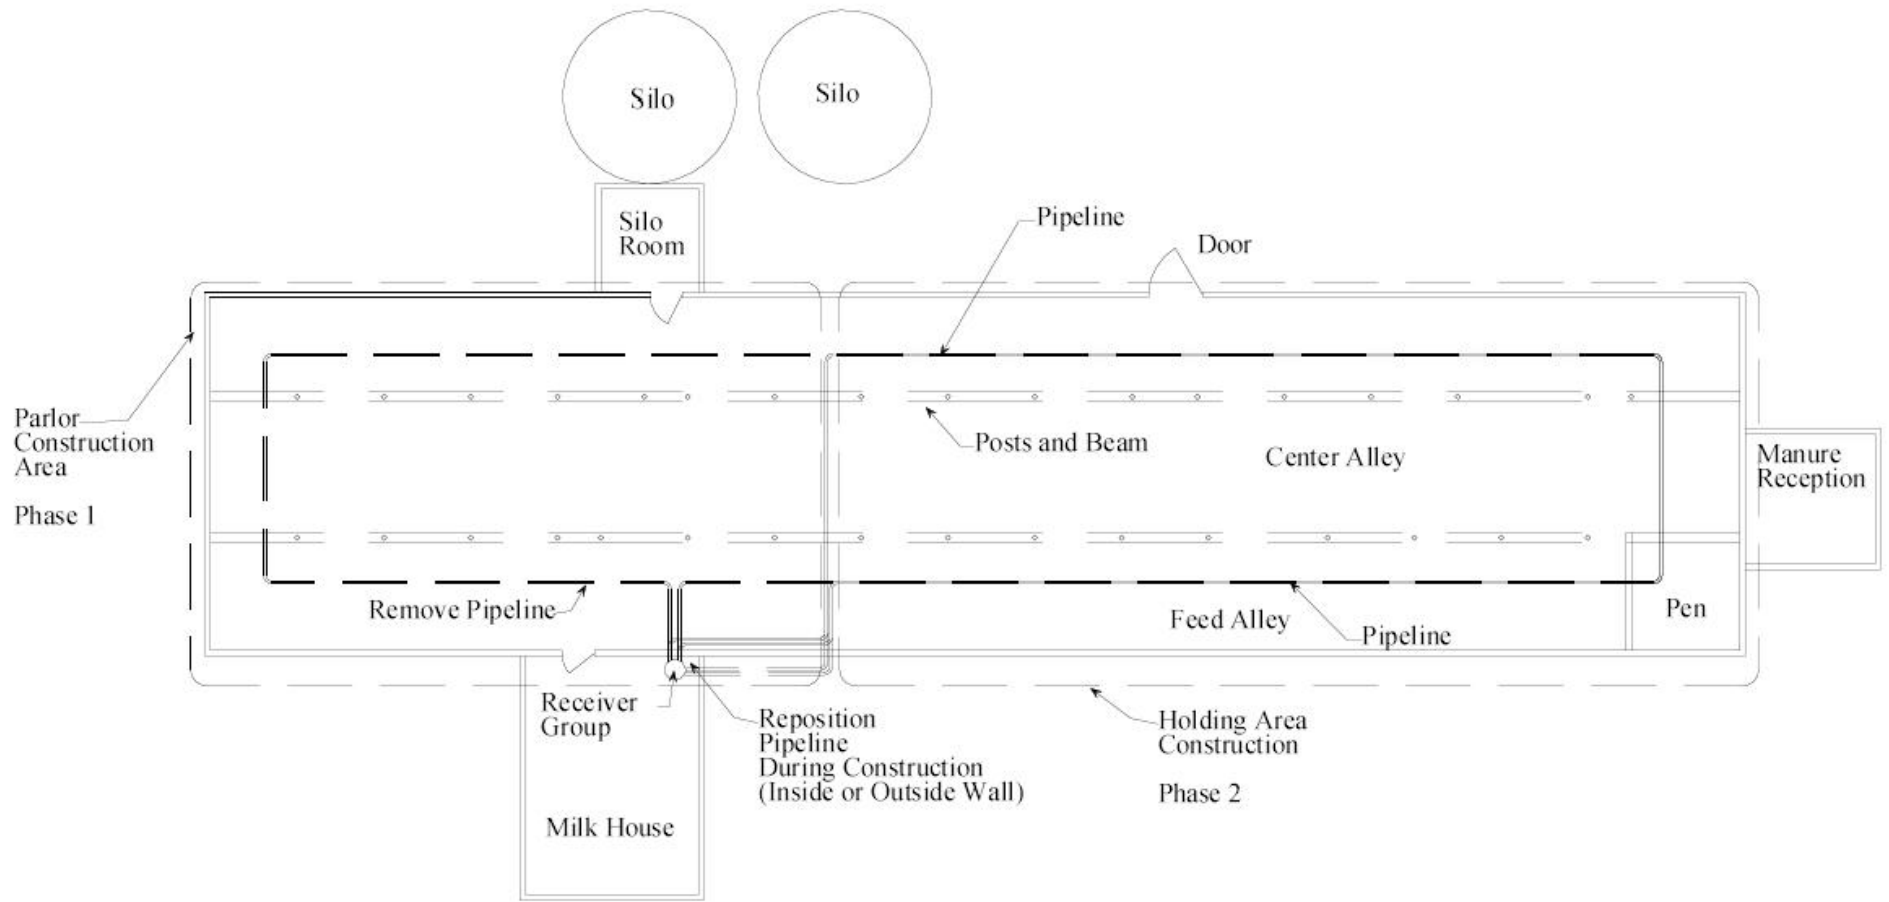 Silo
Silo
Silo
Room
Pipeline
Door
Parlor
Construction
Area
Phase 1
Posts and Beam
Center Alley
Manure
Reception
Remove Pipeline
Feed Alley
Pipeline
Pen
Receiver
Group
Reposition
Pipeline
During Construction
(Inside or Outside Wall)
Holding Area
Construction
Phase 2
Milk House